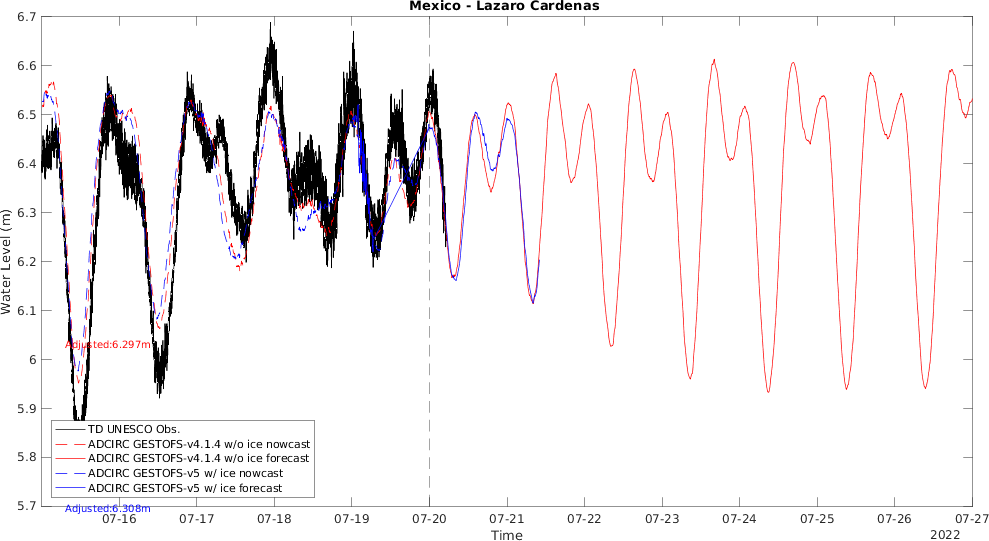 Mexico - Lazaro Cardenas
6.7
6.6
6.5
6.4
6.3
6.2
6.1
6
5.9
5.8
5.7
Water Level (m)
Adjusted:6.297m
TD UNESCO Obs.
ADCIRC GESTOFS-v4.1.4 w/o ice nowcast
ADCIRC GESTOFS-v4.1.4 w/o ice forecast
ADCIRC GESTOFS-v5 w/ ice nowcast
ADCIRC GESTOFS-v5 w/ ice forecast
Adjusted:6.308m
07-16 07-17 07-18 07-19 07-20 07-21 07-22 07-23 07-24 07-25 07-26 07-27
Time
2022